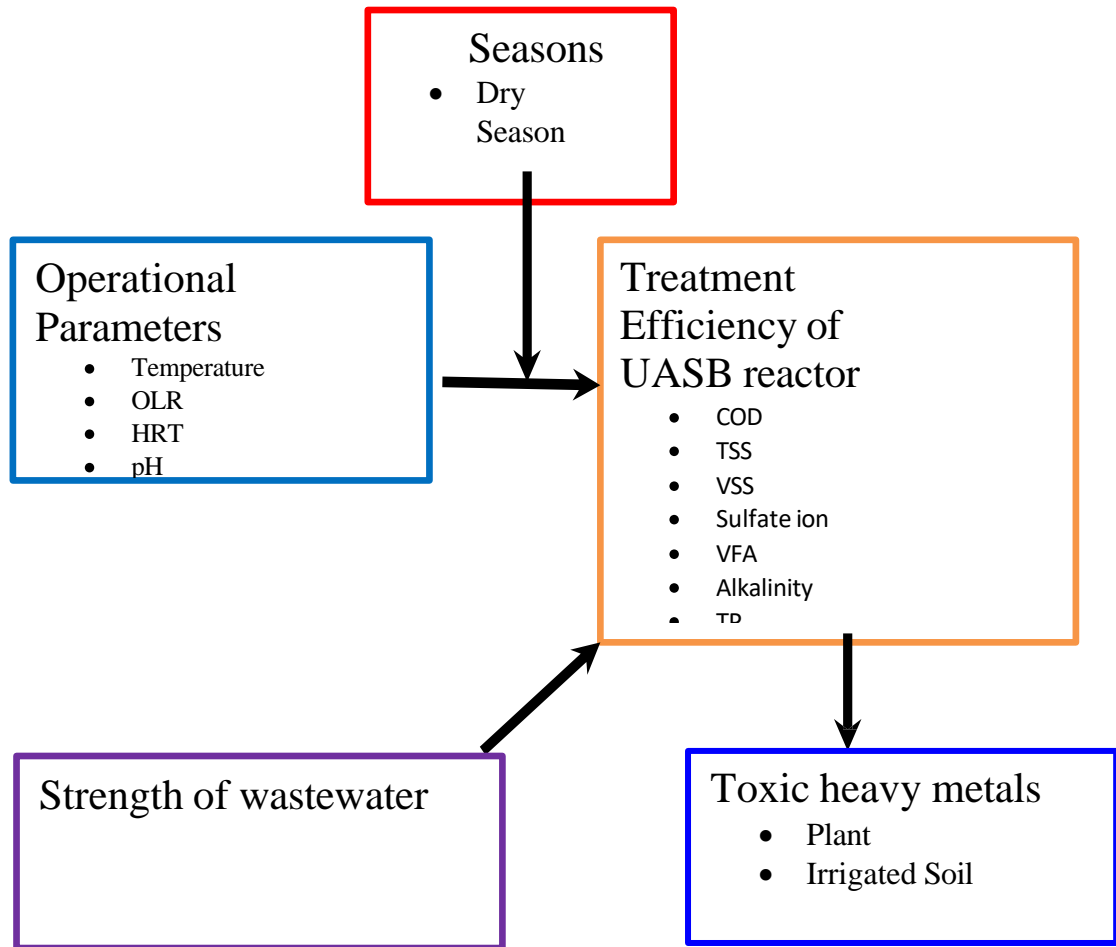 Seasons
• Dry
Season
Operational
Parameters
• Temperature
• OLR
• HRT
• pH
Treatment
Efficiency of
UASB reactor
• COD
• TSS
• VSS
• Sulfate ion
• VFA
• Alkalinity
Strength of wastewater
Toxic heavy metals
• Plant
• Irrigated Soil